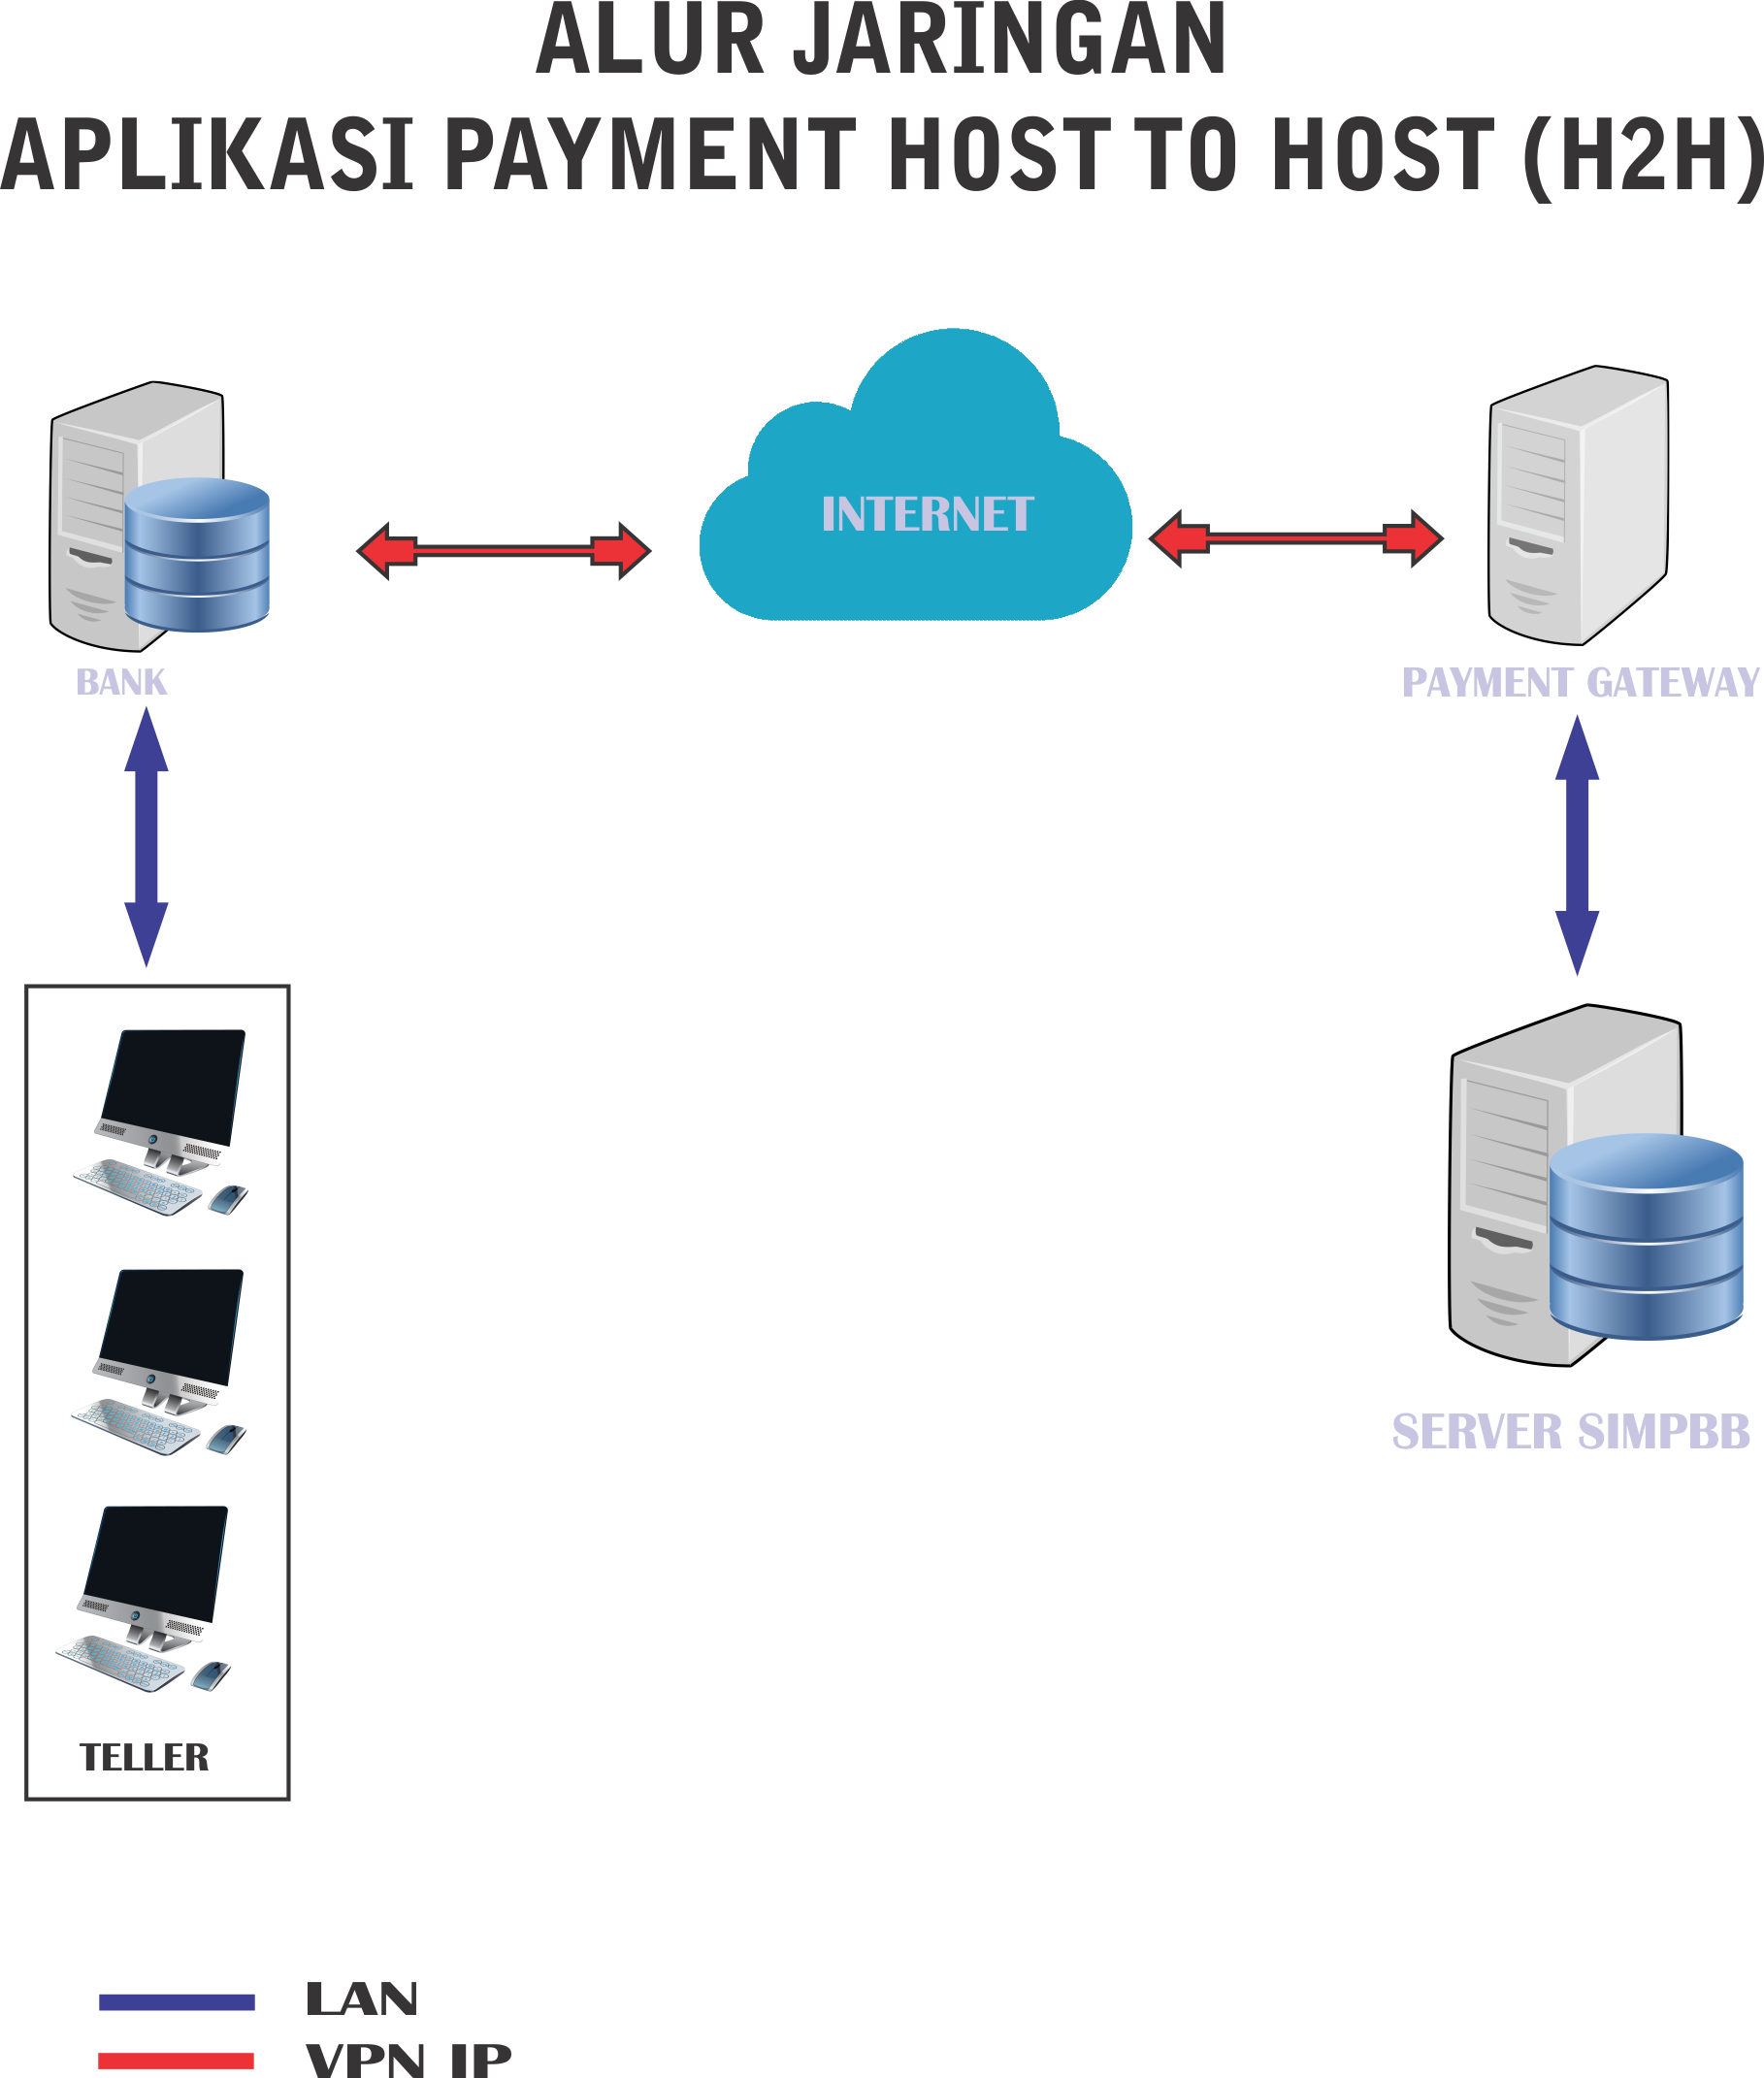 ALUR JARINGAN
APLIKASI PAYMENT HOST TO HOST (H2H)
INTERNET
BANK
PAYMENT GATEWAY
SERVER SIMPBB
TELLER
LAN
VPN IP